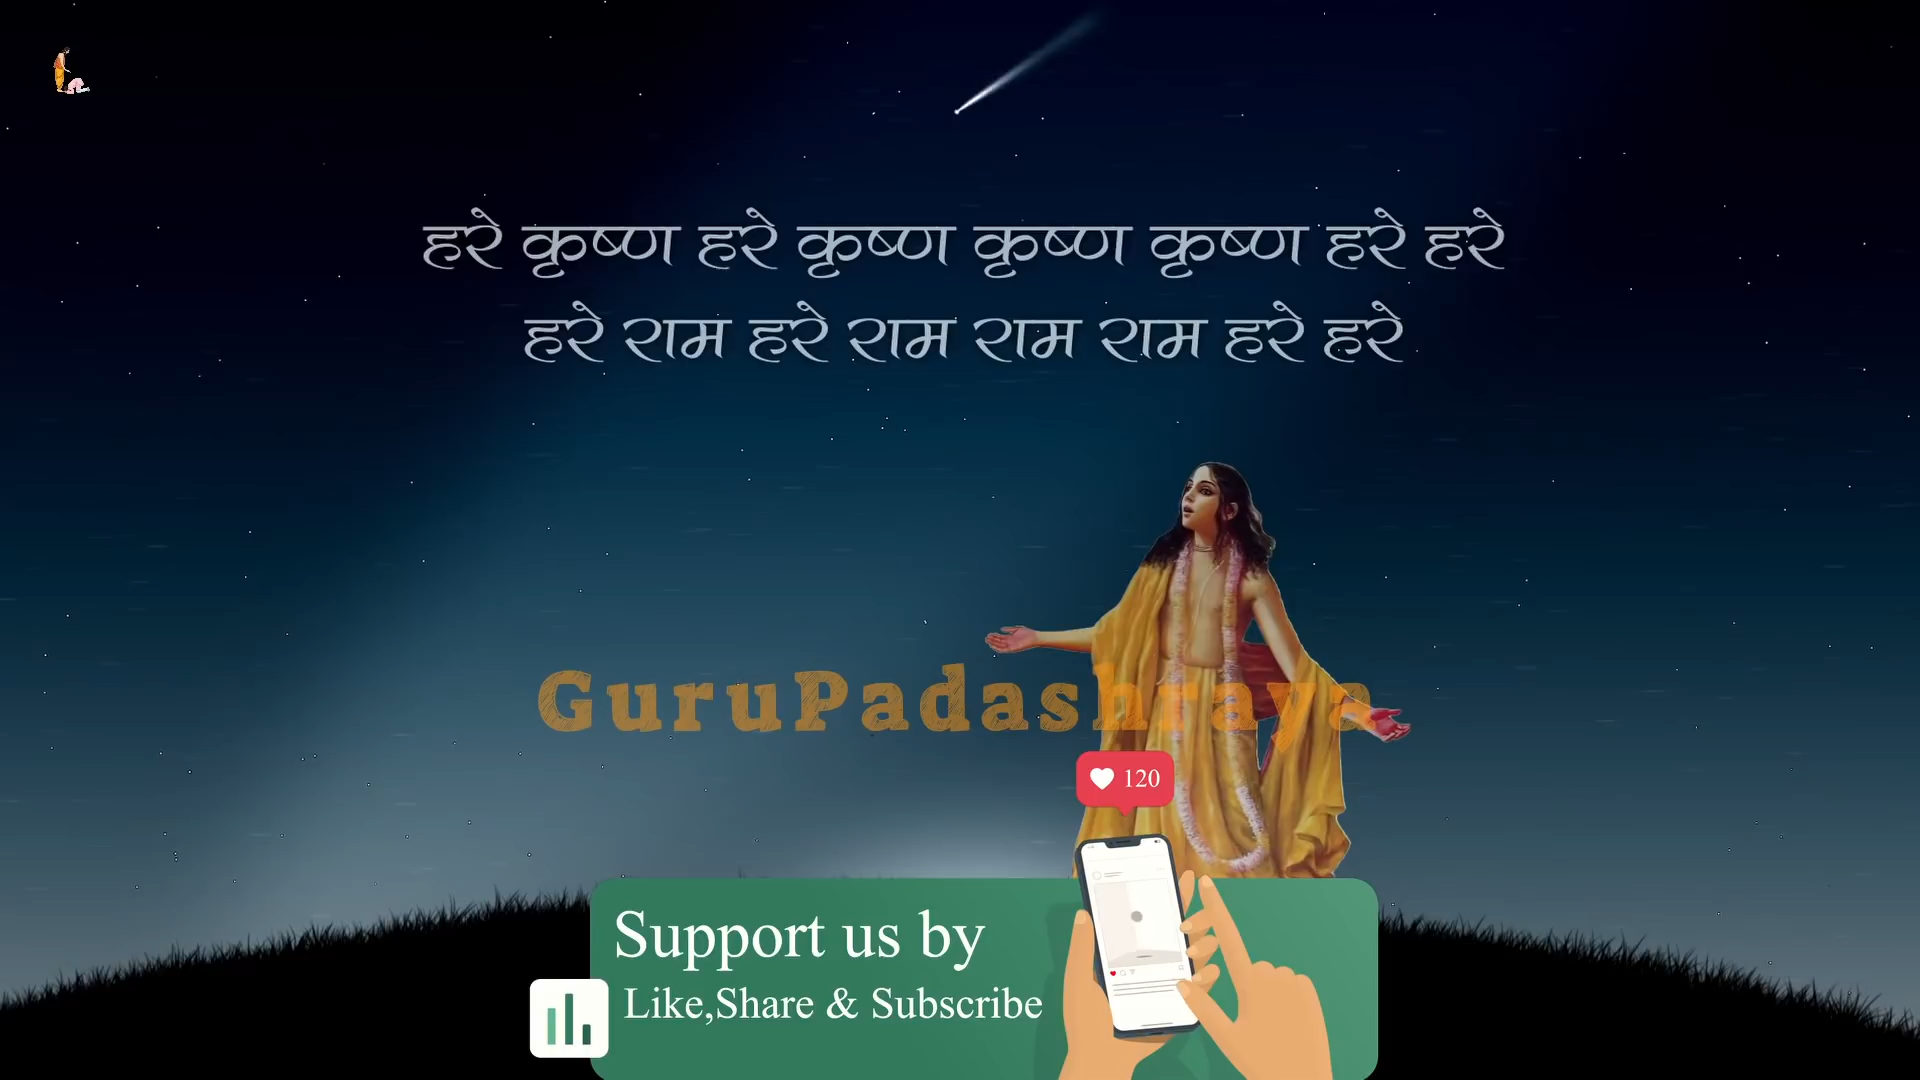 हरे कृष्ण हरे कृष्ण कृष्ण कृष्ण हरे हरे
हरे राम हरे राम राम राम हरे हरे
GuruPadashraya
120
Support us by
Like,Share & Subscribe